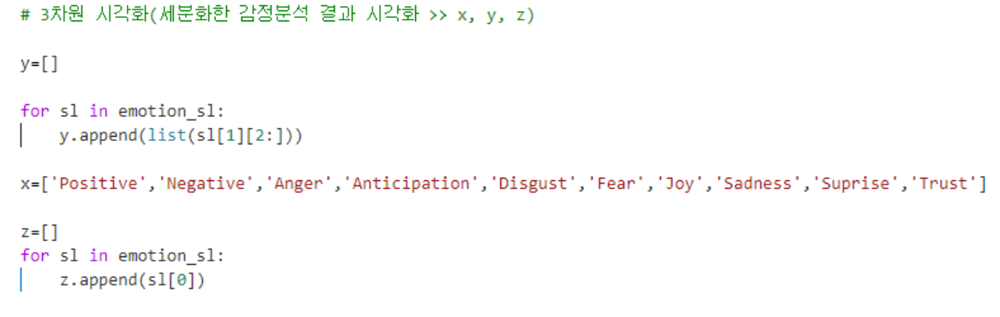 # 3차원 시각화(세분화한 감정분석 결과 시각화 >> x, y, z)
y=[]
for sl in emotion_sl:
    y.append(list(sl[1][2:]))
x=['Positive','Negative','Anger','Anticipation','Disgust','Fear','Joy','Sadness','Suprise','Trust']
z=[]
for sl in emotion_sl:
    z.append(sl[0])